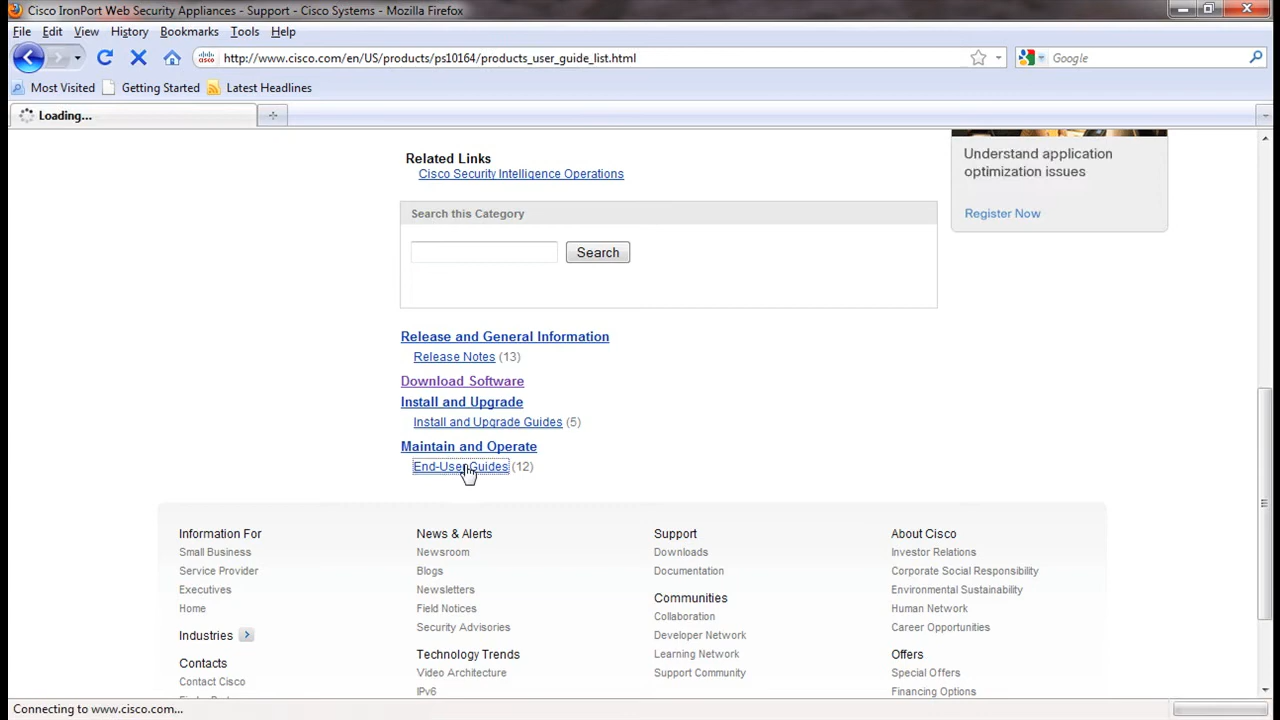 Cisco IronPort Web Security Appliances - Support - Cisco Systems - Mozilla Firefox
File Edit View History Bookmarks Tools Help
http://www.cisco.com/en/US/products/ps10164/products_user_guide_list.html
Google
Most Visited Getting Started Latest Headlines
Loading...
Related Links
Cisco Security Intelligence Operations
Understand application
optimization issues
Register Now
Search this Category
Search
Release and General Information
Release Notes (13)
Download Software
Install and Upgrade
Install and Upgrade Guides (5)
Maintain and Operate
End-User Guides (12)
Information For
Small Business
Service Provider
Executives
Home
Industries
Contacts
Contact Cisco
News & Alerts
Newsroom
Blogs
Newsletters
Field Notices
Security Advisories
Technology Trends
Video Architecture
IPv6
Support
Downloads
Documentation
Communities
Collaboration
Developer Network
Learning Network
Support Community
About Cisco
Investor Relations
Corporate Social Responsibility
Environmental Sustainability
Human Network
Career Opportunities
Offers
Special Offers
Financing Options
Connecting to www.cisco.com...